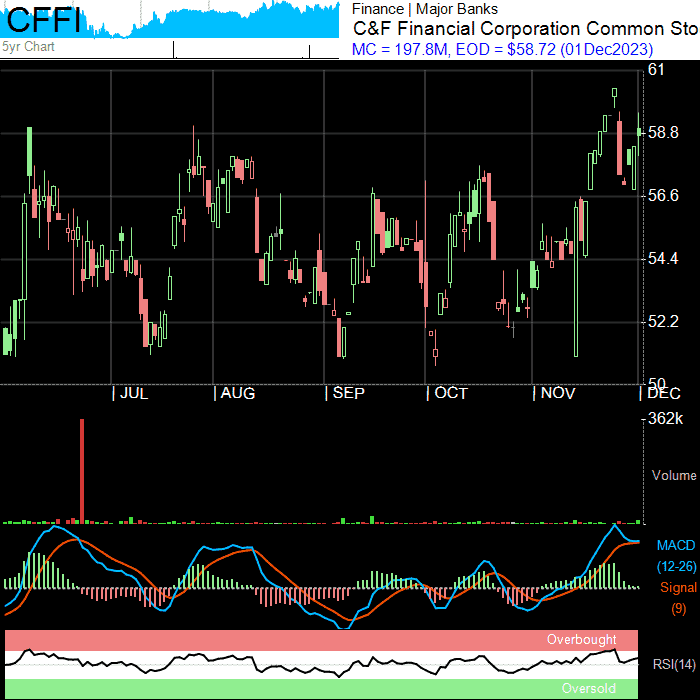 CFFI
Finance | Major Banks
C&F Financial Corporation Common Sto
5yr Chart
MC = 197.8M, EOD = $58.72 (01Dec2023)
61
58.8
56.6
54.4
52.2
50
JUL AUG SEP OCT NOV DEC
362k
Volume
MACD
(12-26)
Signal
(9)
Overbought
RSI(14)
Oversold